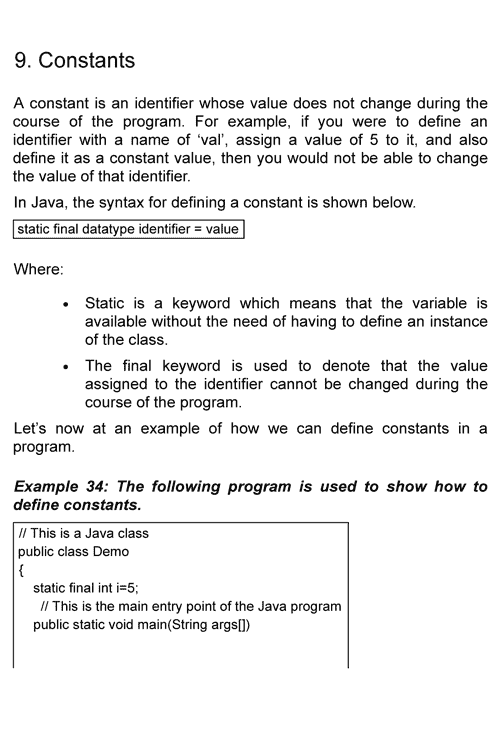 9. Constants
A constant is an identifier whose value does not change during the
course of the program. For example, if you were to define an
identifier with a name of ‘val’, assign a value of 5 to it, and also
define it as a constant value, then you would not be able to change
the value of that identifier.
In Java, the syntax for defining a constant is shown below.
static final datatype identifier = value
Where:
• Static is a keyword which means that the variable is
available without the need of having to define an instance
of the class.
• The final keyword is used to denote that the value
assigned to the identifier cannot be changed during the
course of the program.
Let’s now at an example of how we can define constants in a
program.
Example 34: The following program is used to show how to
define constants.
// This is a Java class
public class Demo
{
static final int i=5;
// This is the main entry point of the Java program
public static void main(String args[])